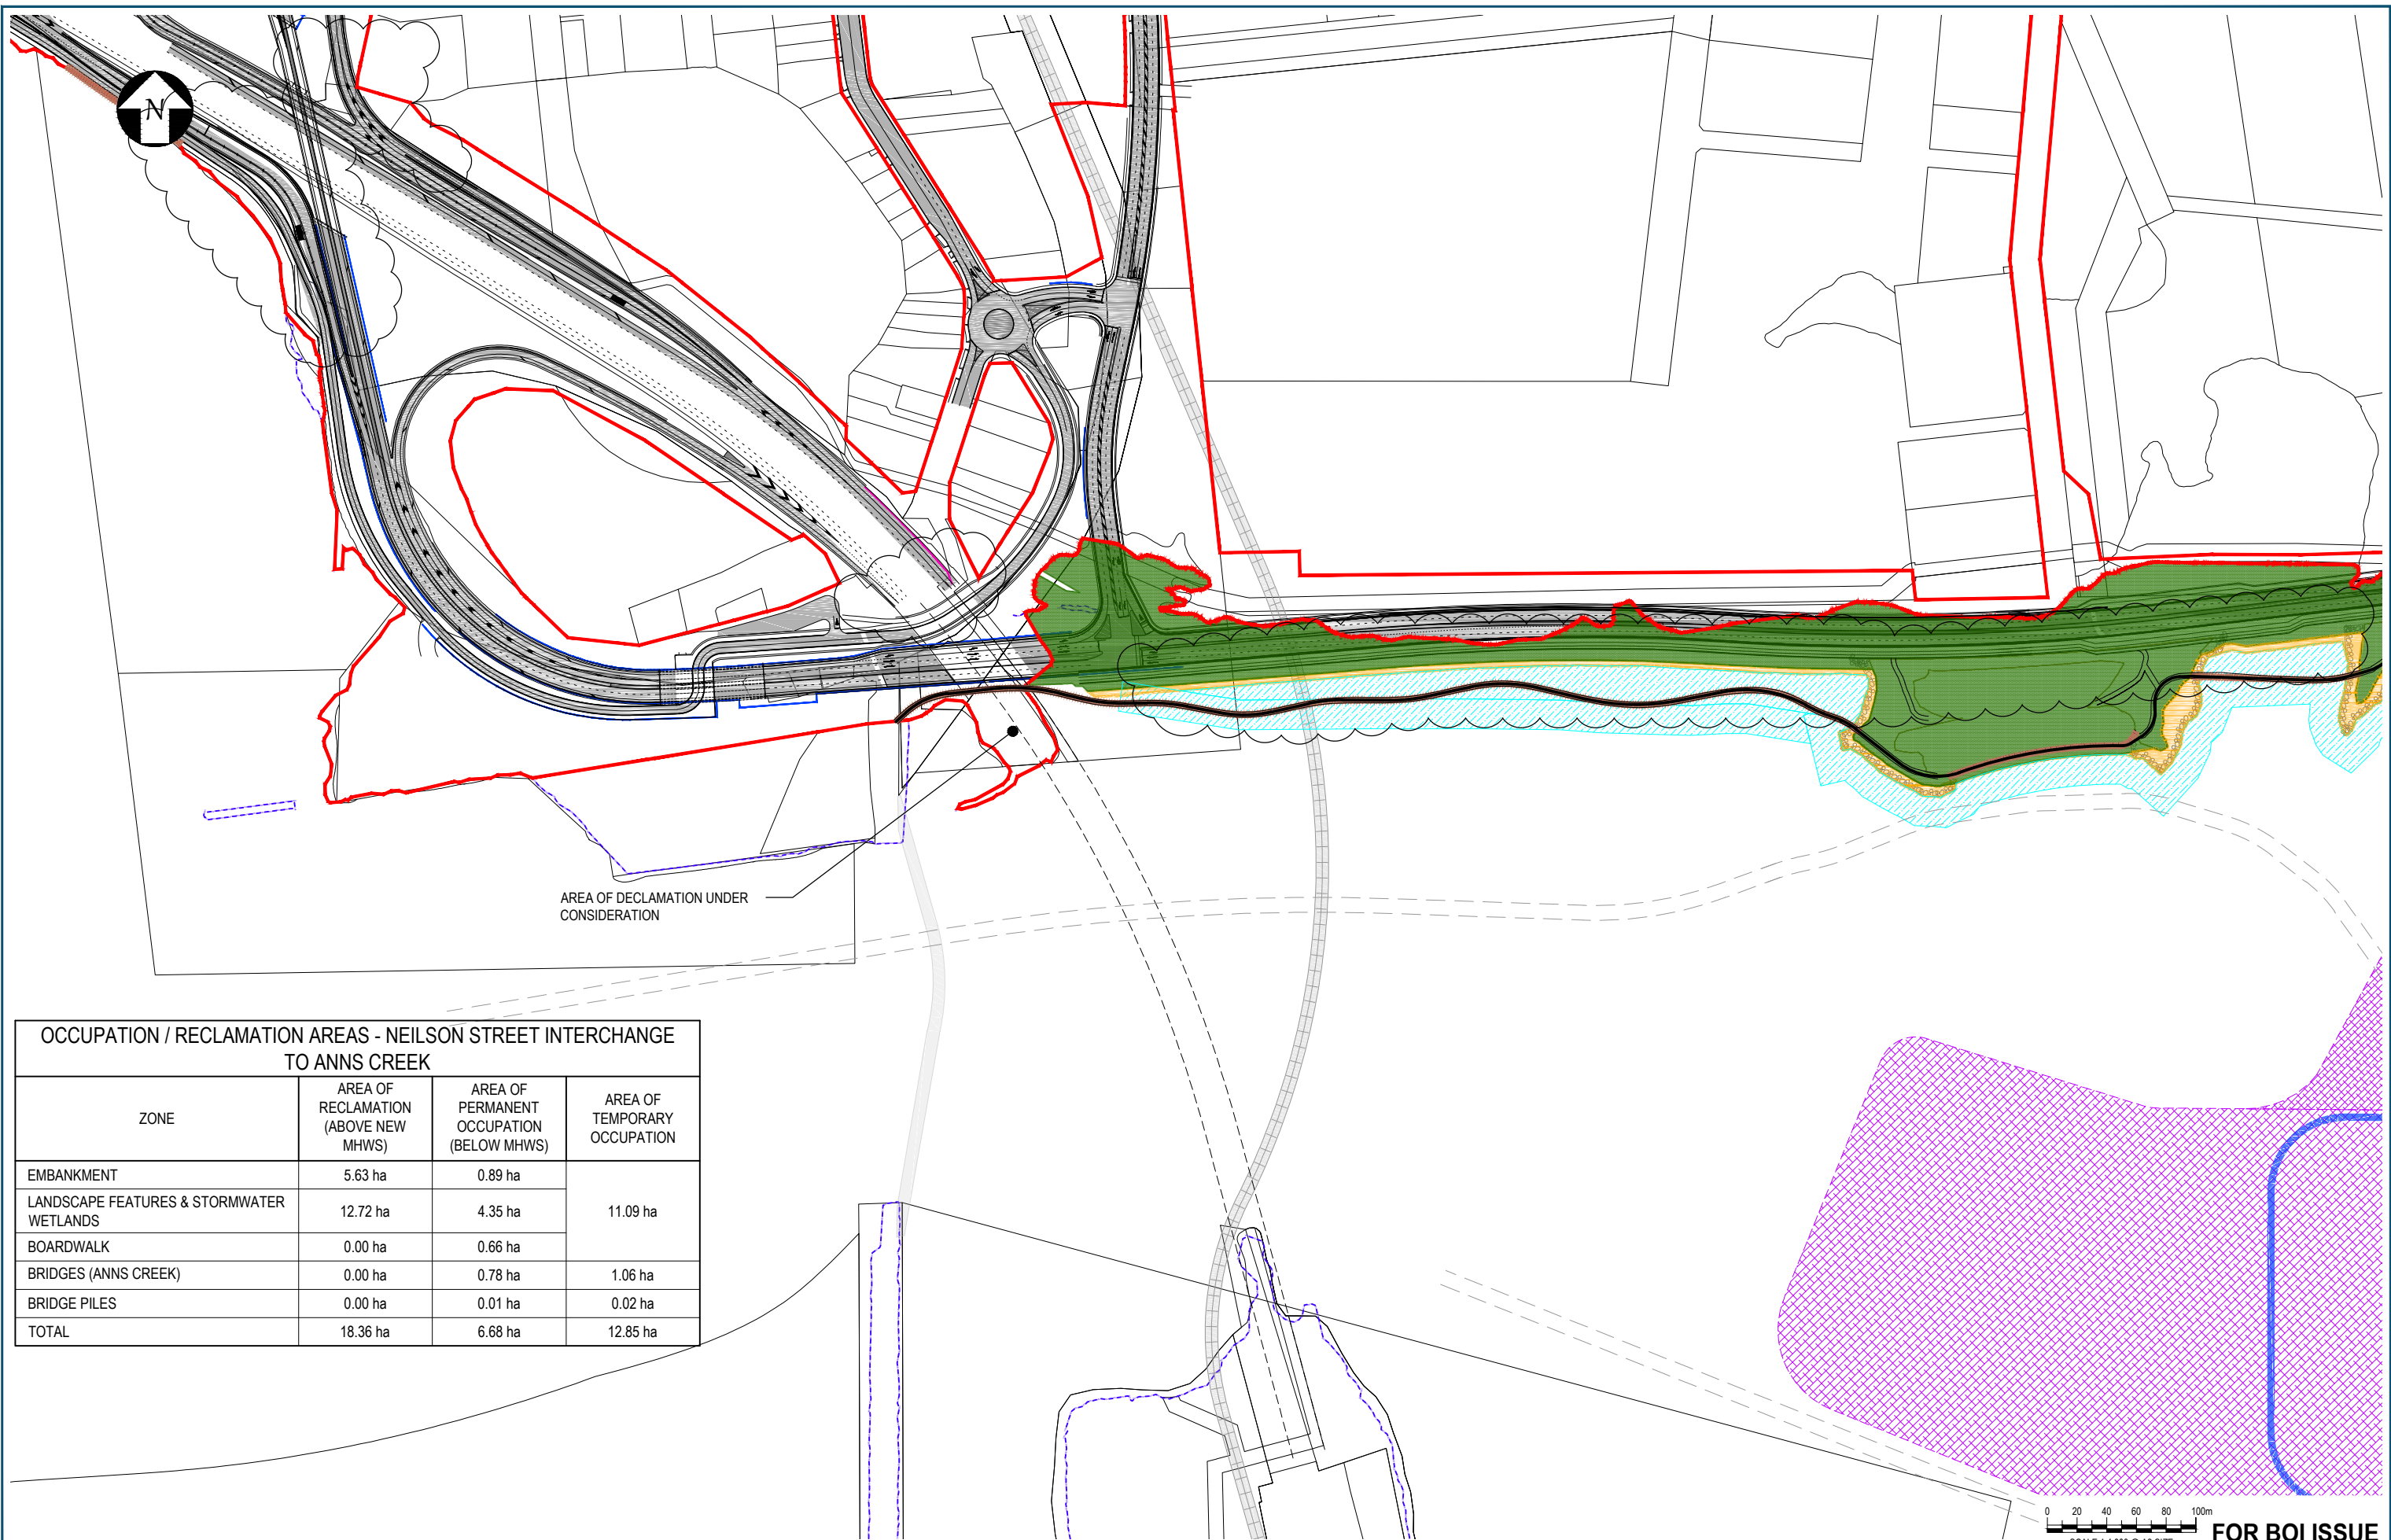 N
AREA OF DECLAMATION UNDER
CONSIDERATION
OCCUPATION / RECLAMATION AREAS - NEILSON STREET INTERCHANGE
TO ANNS CREEK
ZONE
AREA OF
RECLAMATION
(ABOVE NEW
MHWS)
AREA OF
PERMANENT
OCCUPATION
(BELOW MHWS)
AREA OF
TEMPORARY
OCCUPATION
EMBANKMENT 5.63 ha 0.89 ha
LANDSCAPE FEATURES & STORMWATER
WETLANDS
12.72 ha 4.35 ha 11.09 ha
BOARDWALK 0.00 ha 0.66 ha
BRIDGES (ANNS CREEK) 0.00 ha 0.78 ha 1.06 ha
BRIDGE PILES 0.00 ha 0.01 ha 0.02 ha
TOTAL 18.36 ha 6.68 ha 12.85 ha
0 20 40 60 80 100m
FOR BOI ISSUE